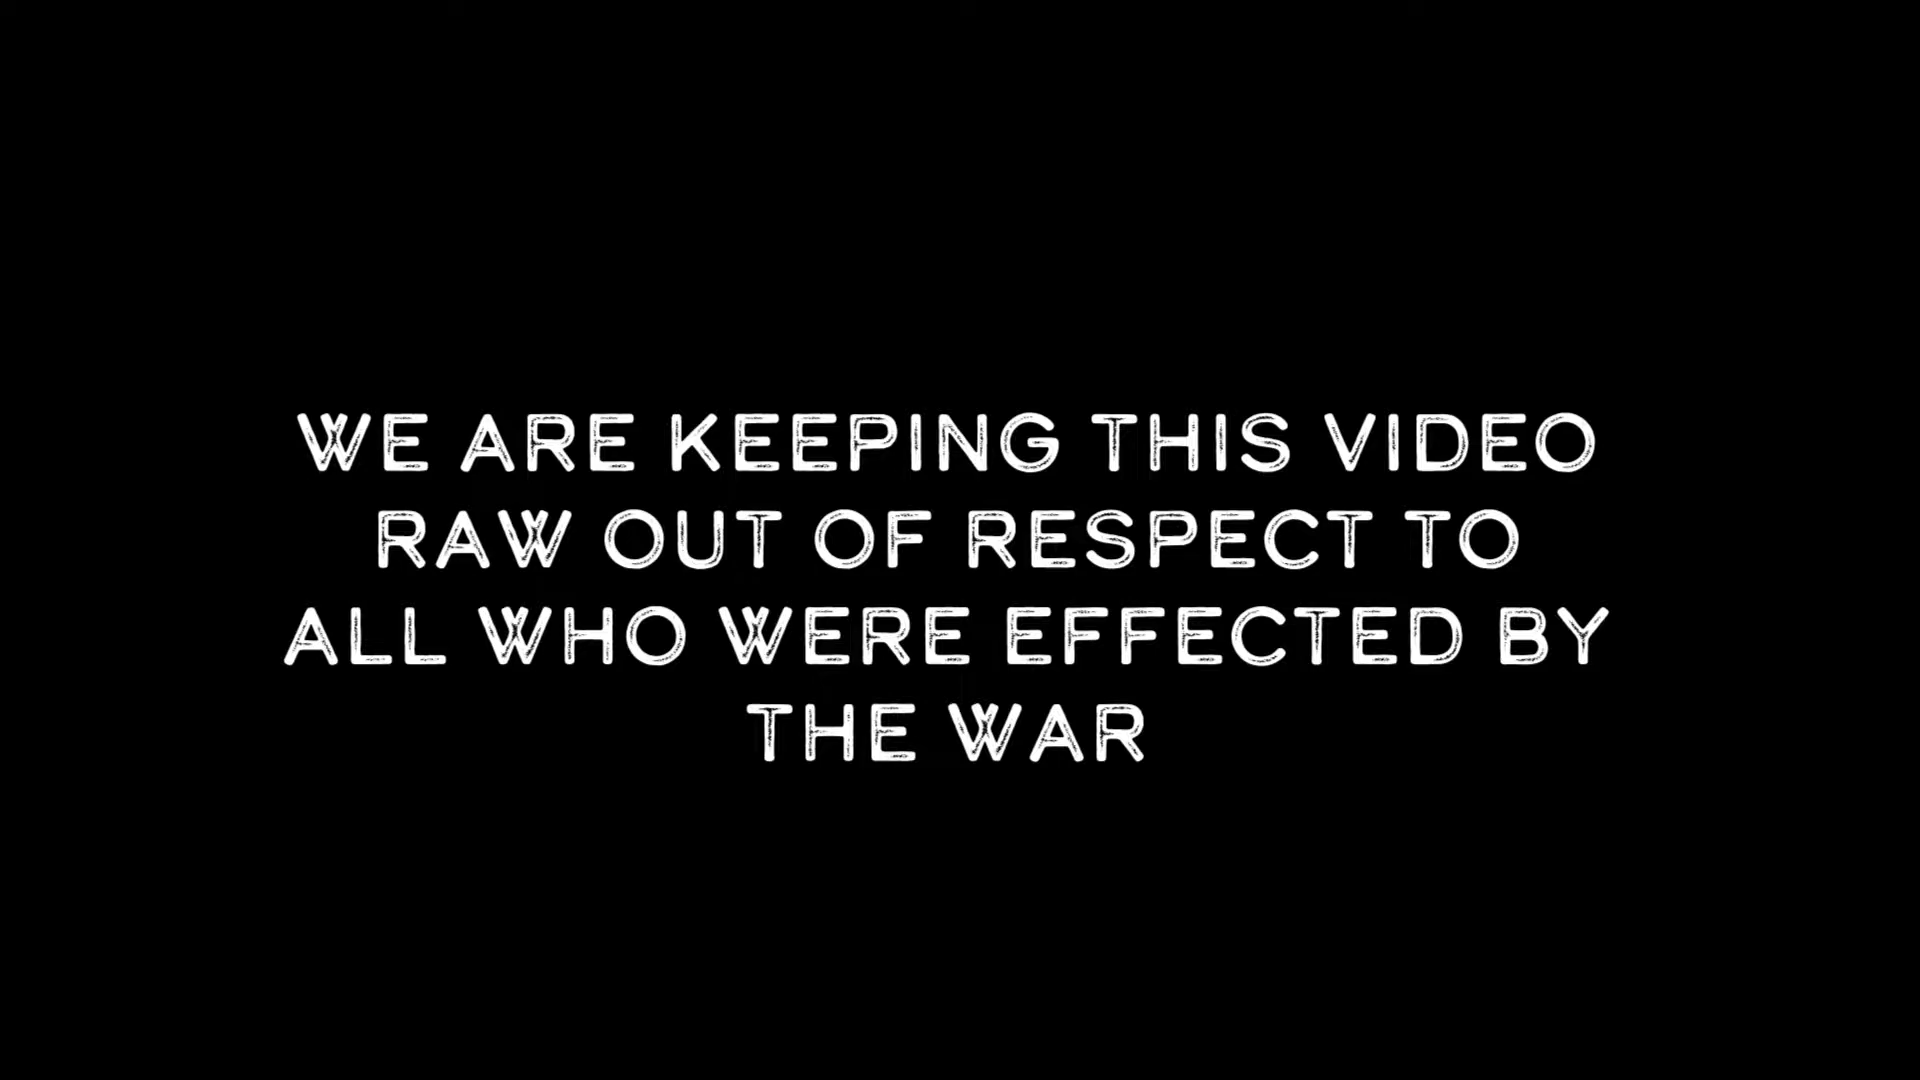 WE ARE KEEPING THIS VIDEO
RAW OUT OF RESPECT TO
ALL WHO WERE EFFECTED BY
THE WAR